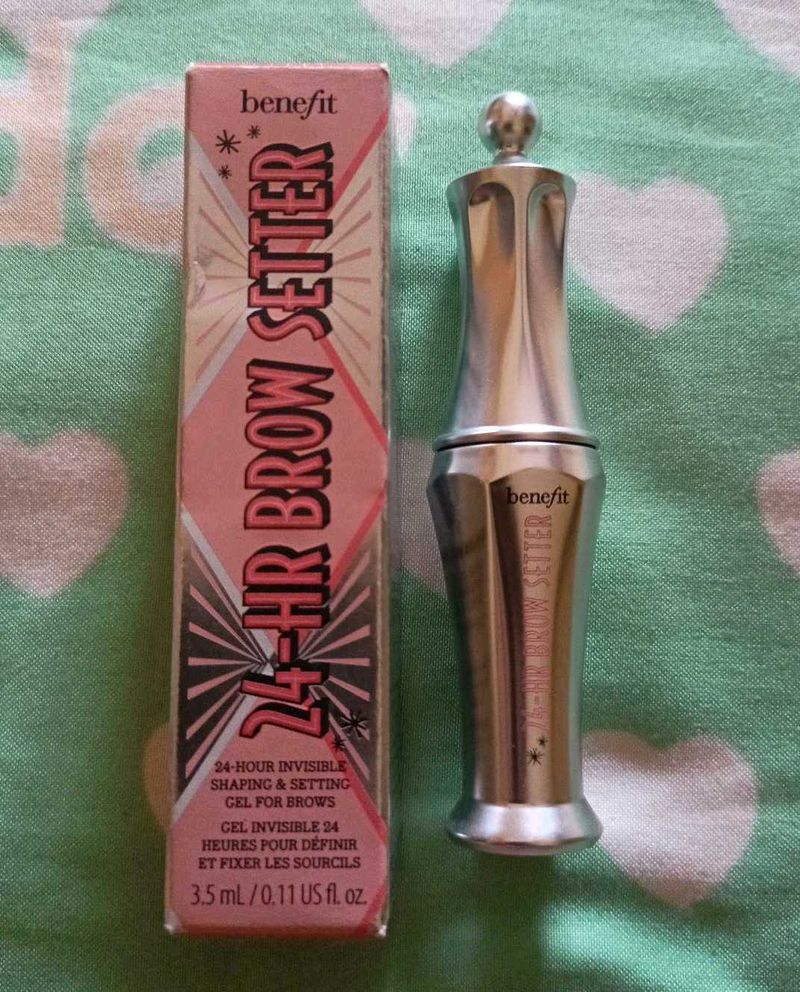 benefit
24-HR BROW SETTER
24-HOUR INVISIBLE
SHAPING & SETTING
GEL FOR BROWS
GEL INVISIBLE 24
HEURES POUR DÉFINIR
ET FIXER LES SOURCILS
3.5 mL / 0.11 US fl. oz.
benefit
24-HR BROW SETTER